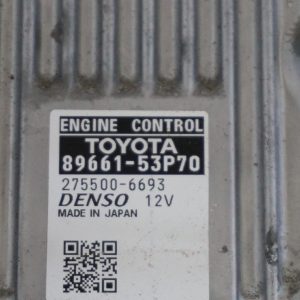 ENGINE CONTROL
TOYOTA
89661-53P70
275500-6693
DENSO 12V
MADE IN JAPAN